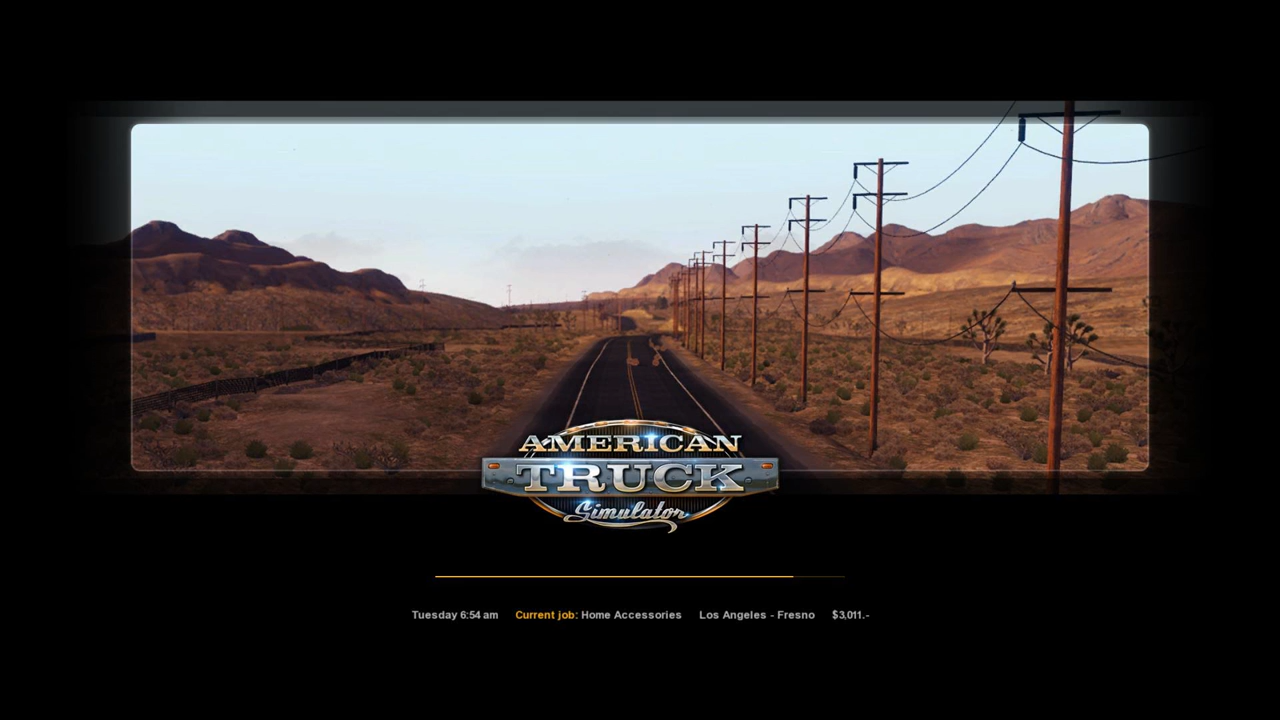 AMERICAN
TRUCK
Simulator
Tuesday 6:54 am Current job: Home Accessories Los Angeles - Fresno $3,011.-